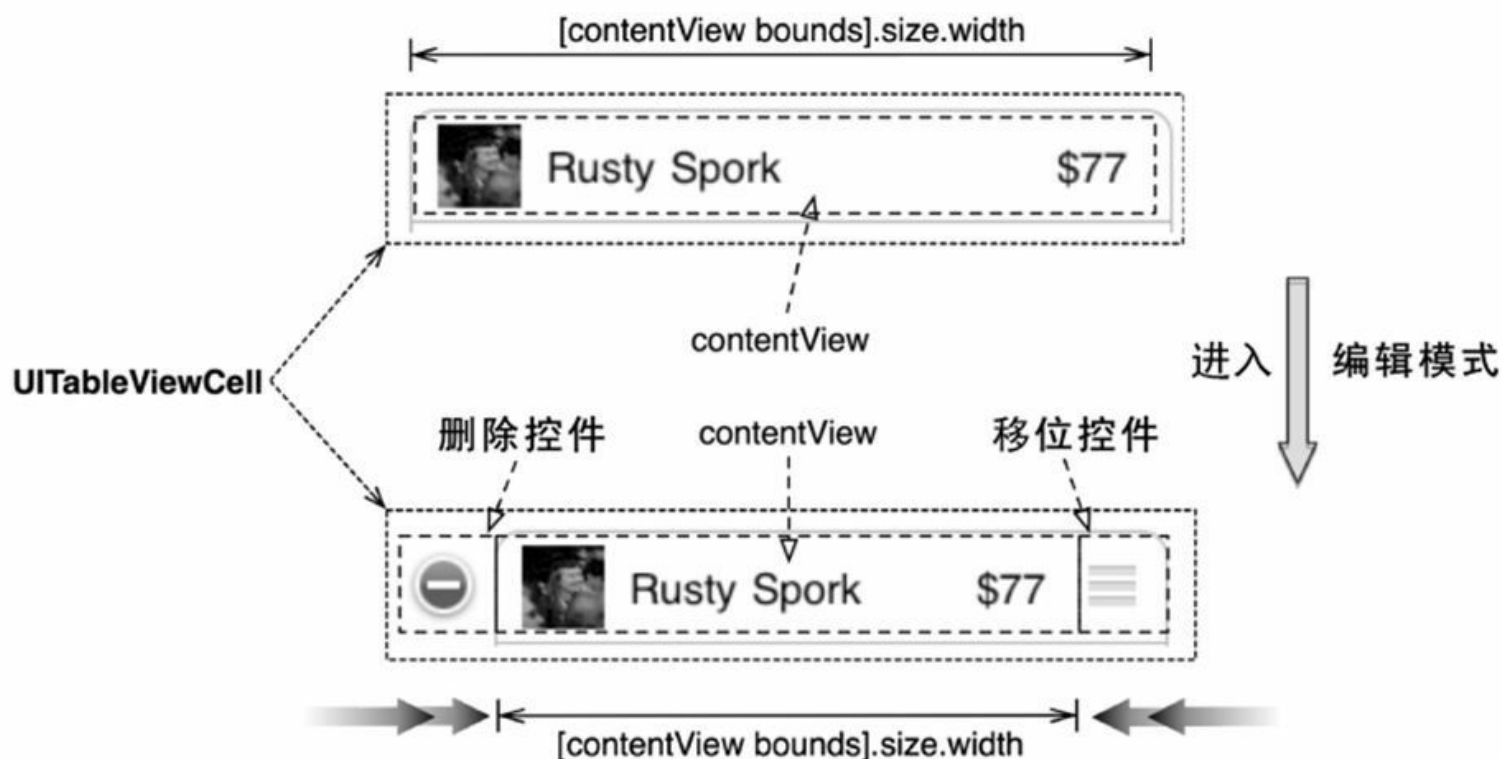 [contentView bounds].size.width
Rusty Spork $77
contentView
进入 编辑模式
UITableViewCell
删除控件 contentView 移位控件
Rusty Spork $77
[contentView bounds].size.width